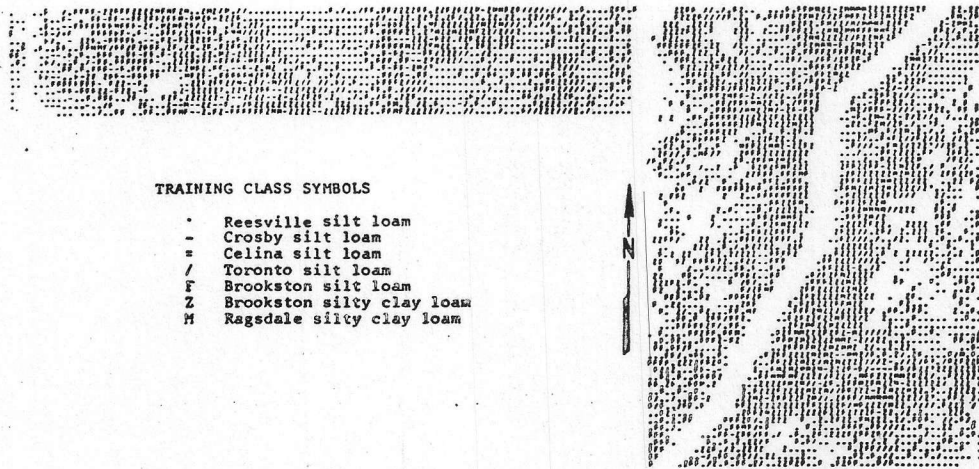 TRAINING CLASS SYMBOLS
· Reesville silt loam
- Crosby silt loam
= Celina silt loam
/ Toronto silt loam
F Brookston silt loam
Z Brookston silty clay loam
M Ragsdale silty clay loam
N